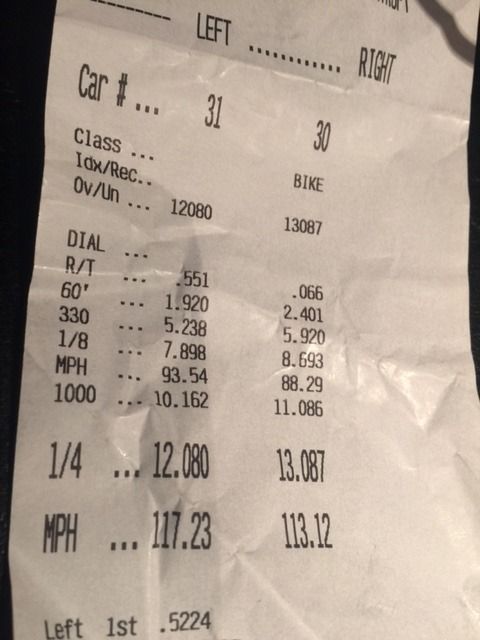 LEFT ............ RIGHT
Car # ... 31 30
Class ... BIKE
Idx/Rec..
Ov/Un ... 12080 13087
DIAL ...
R/T ... .551 .066
60' ... 1.920 2.401
330 ... 5.238 5.920
1/8 ... 7.898 8.693
MPH ... 93.54 88.29
1000 ... 10.162 11.086
1/4 ... 12.080 13.087
MPH ... 117.23 113.12
Left 1st .5224